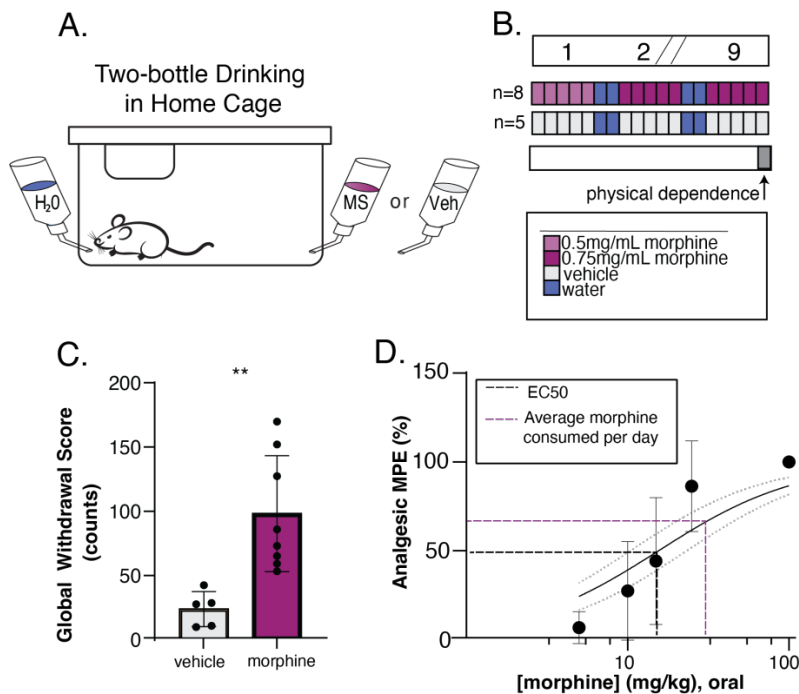 A.
Two-bottle Drinking
in Home Cage
H20
MS
or
Veh
B.
1 2 9
n=8
n=5
physical dependence
0.5mg/mL morphine
0.75mg/mL morphine
vehicle
water
C.
**
Global Withdrawal Score
(counts)
200
150
100
50
0
vehicle morphine
D.
Analgesic MPE (%)
150
100
50
0
EC50
Average morphine
consumed per day
10 100
[morphine] (mg/kg), oral